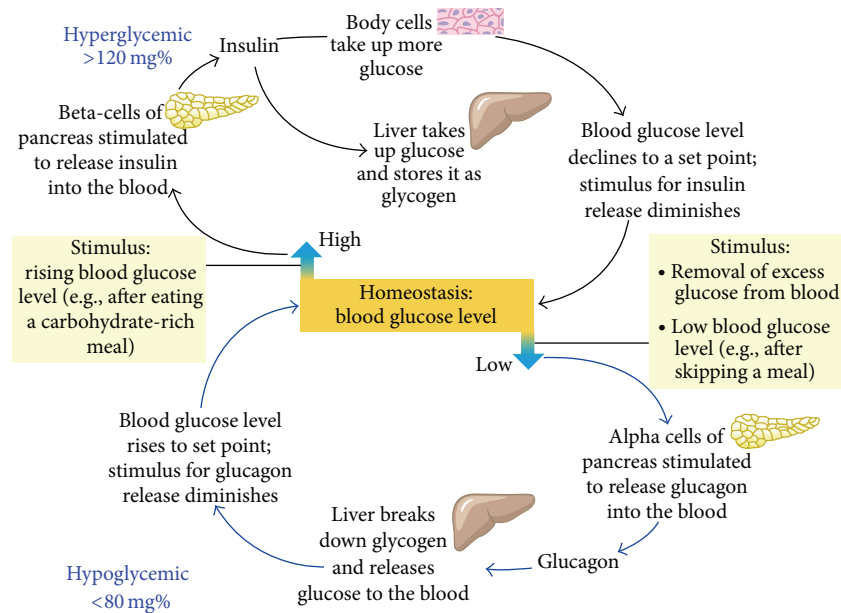 Hyperglycemic
>120 mg%
Insulin
Body cells
take up more
glucose
Beta-cells of
pancreas stimulated
to release insulin
into the blood
Liver takes
up glucose
and stores it as
glycogen
Blood glucose level
declines to a set point;
stimulus for insulin
release diminishes
Stimulus:
rising blood glucose
level (e.g., after eating
a carbohydrate-rich
meal)
High
Homeostasis:
blood glucose level
Stimulus:
• Removal of excess
glucose from blood
• Low blood glucose
level (e.g., after
skipping a meal)
Low
Blood glucose level
rises to set point;
stimulus for glucagon
release diminishes
Alpha cells of
pancreas stimulated
to release glucagon
into the blood
Liver breaks
down glycogen
and releases
glucose to the blood
Glucagon
Hypoglycemic
<80 mg%